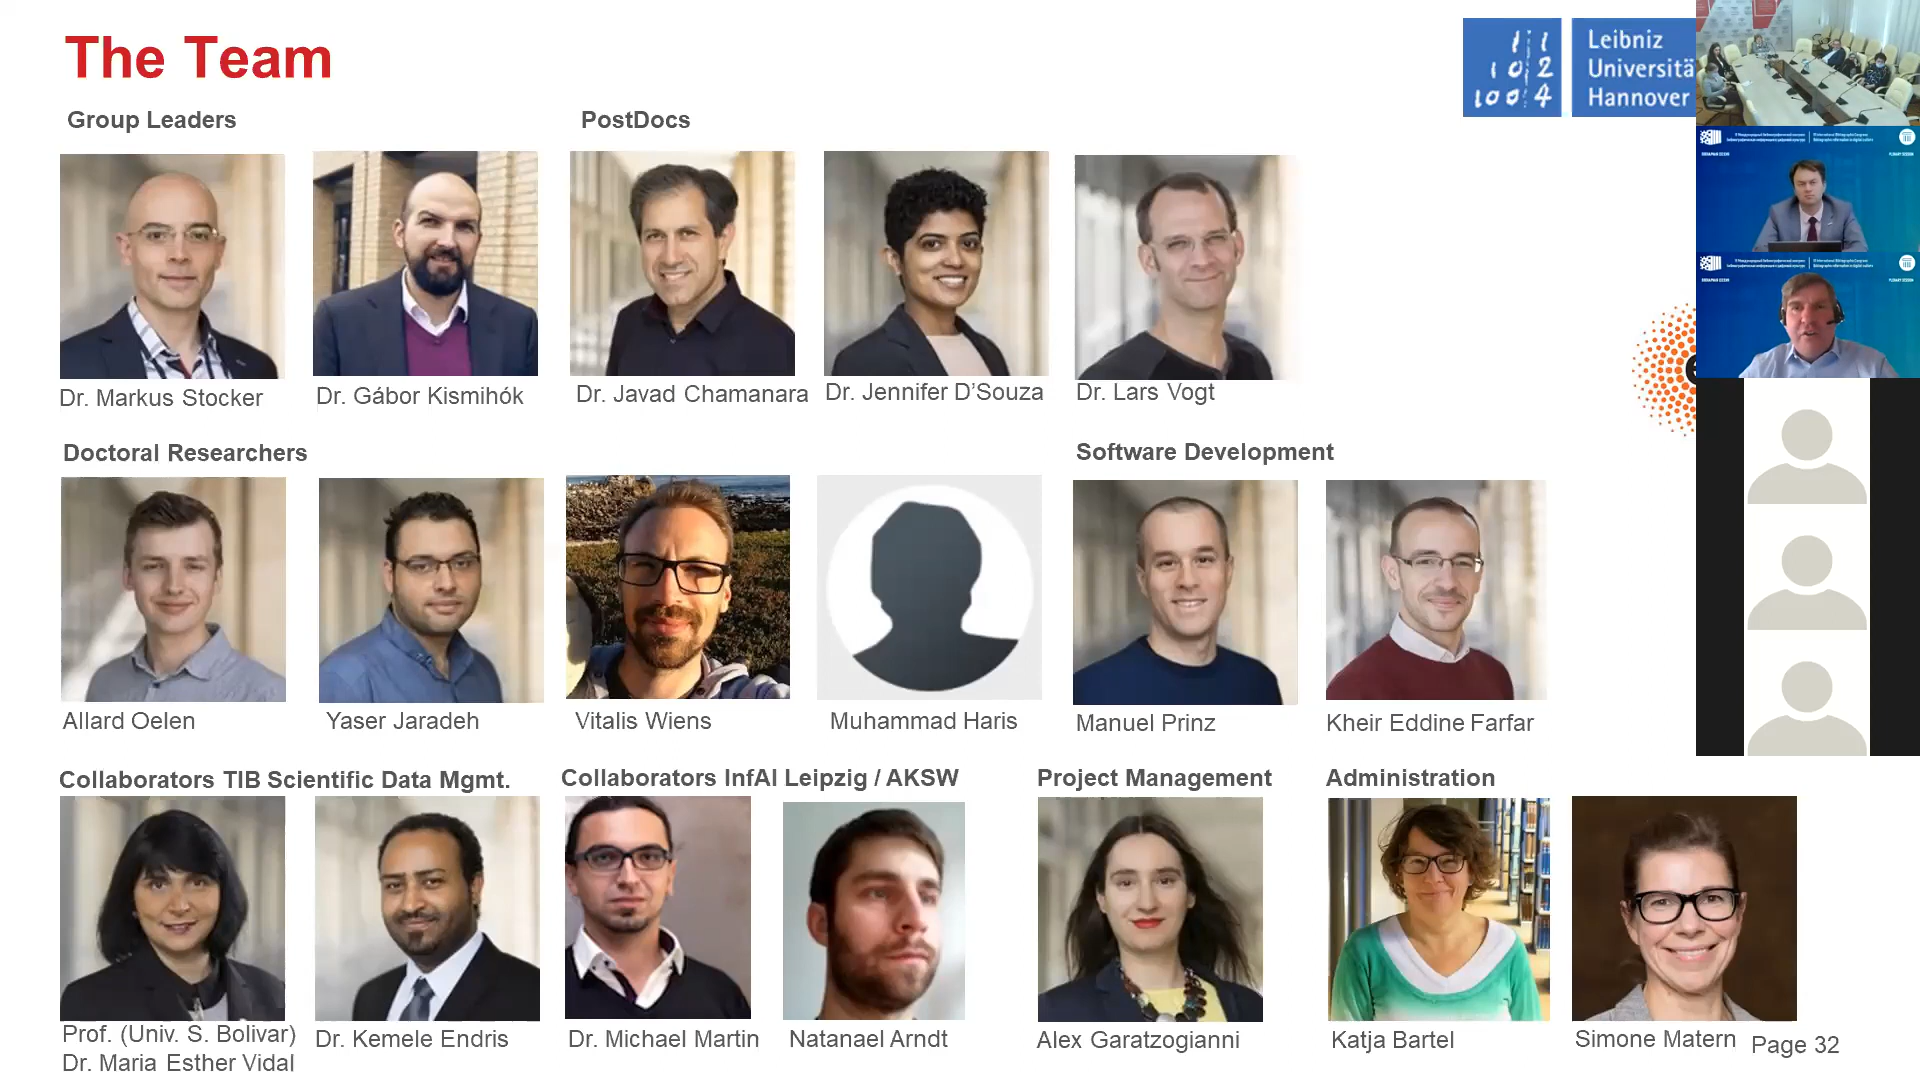 The Team
Leibniz
Universitä
Hannover
Group Leaders
PostDocs
Dr. Markus Stocker
Dr. Gábor Kismihók
Dr. Javad Chamanara
Dr. Jennifer D’Souza
Dr. Lars Vogt
Doctoral Researchers
Software Development
Allard Oelen
Yaser Jaradeh
Vitalis Wiens
Muhammad Haris
Manuel Prinz
Kheir Eddine Farfar
Collaborators TIB Scientific Data Mgmt.
Collaborators InfAI Leipzig / AKSW
Project Management
Administration
Prof. (Univ. S. Bolivar)
Dr. Maria Esther Vidal
Dr. Kemele Endris
Dr. Michael Martin
Natanael Arndt
Alex Garatzogianni
Katja Bartel
Simone Matern
Page 32